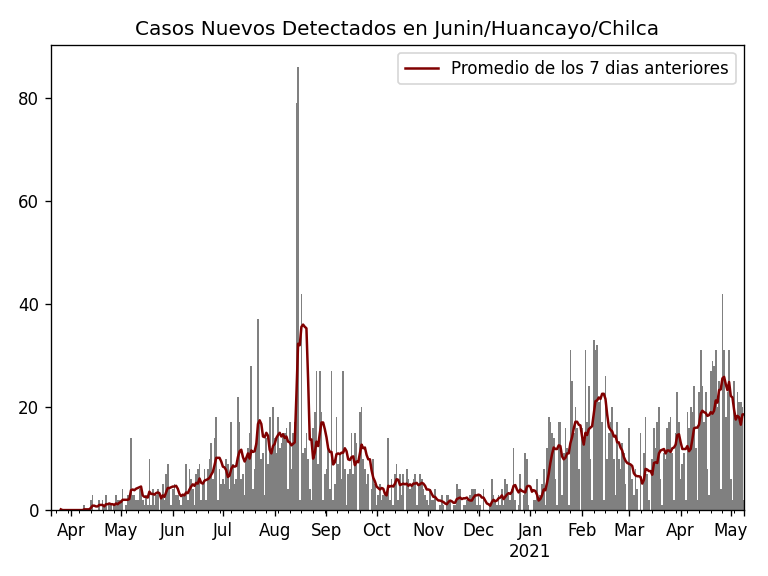 Casos Nuevos Detectados en Junin/Huancayo/Chilca
Promedio de los 7 dias anteriores
80
60
40
20
0
Apr May Jun Jul Aug Sep Oct Nov Dec Jan Feb Mar Apr May
2021